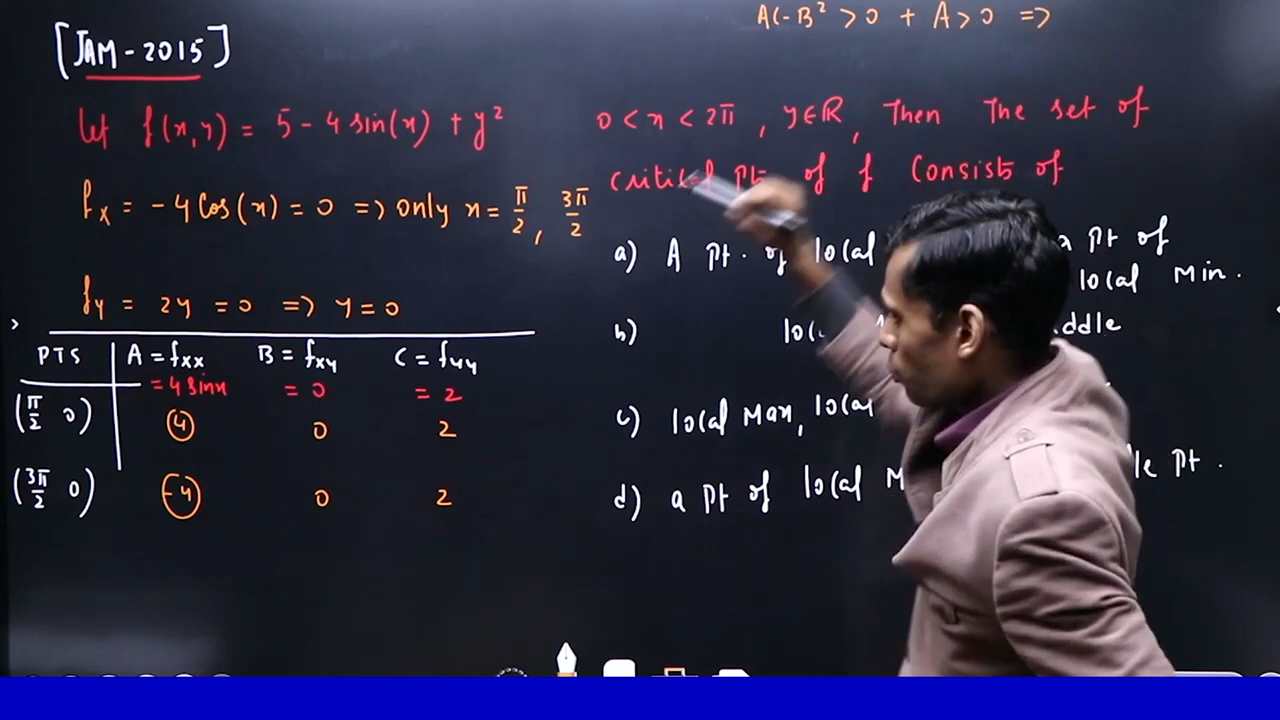 AC-B² > 0 + A > 0 =>
[JAM-2015]
Let f(x,y) = 5 - 4 sin(x) + y²
0 < x < 2π , y∈ℝ, Then The set of
critical pt. of f Consists of
fx = -4 Cos(x) = 0 => only x = π/2, 3π/2
a) A pt. of local a pt of
local Min.
fy = 2y = 0 => y = 0
b)
PTS A = fxx B = fxy C = fyy
= 4 sinx = 0 = 2
(π/2 0) 4 0 2
c) local Max, local
(3π/2 0) -4 0 2
d) a pt of local pt.